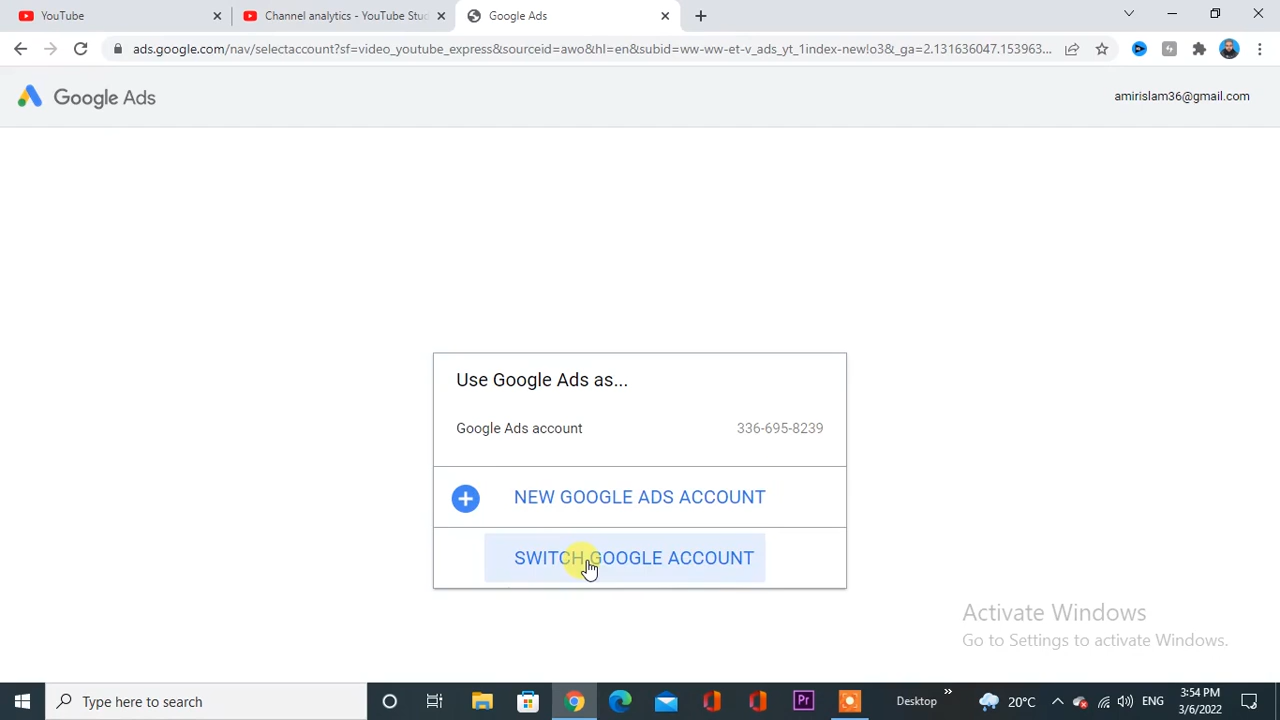 YouTube
Channel analytics - YouTube Stud
Google Ads
ads.google.com/nav/selectaccount?sf=video_youtube_express&sourceid=awo&hl=en&subid=ww-ww-et-v_ads_yt_1index-new!o3&_ga=2.131636047.153963...
Google Ads
amirislam36@gmail.com
Use Google Ads as...
Google Ads account 336-695-8239
NEW GOOGLE ADS ACCOUNT
SWITCH GOOGLE ACCOUNT
Activate Windows
Go to Settings to activate Windows.
Type here to search
Pr
Desktop
20°C
ENG
3:54 PM
3/6/2022